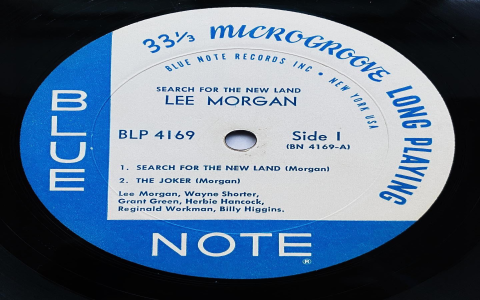 33⅓ MICROGROOVE LONG PLAYING
BLUE NOTE RECORDS INC • NEW YORK USA
SEARCH FOR THE NEW LAND
LEE MORGAN
BLP 4169
Side 1
(BN 4169-A)
1. SEARCH FOR THE NEW LAND (Morgan)
2. THE JOKER (Morgan)
Lee Morgan, Wayne Shorter,
Grant Green, Herbie Hancock,
Reginald Workman, Billy Higgins.
BLUE
NOTE®